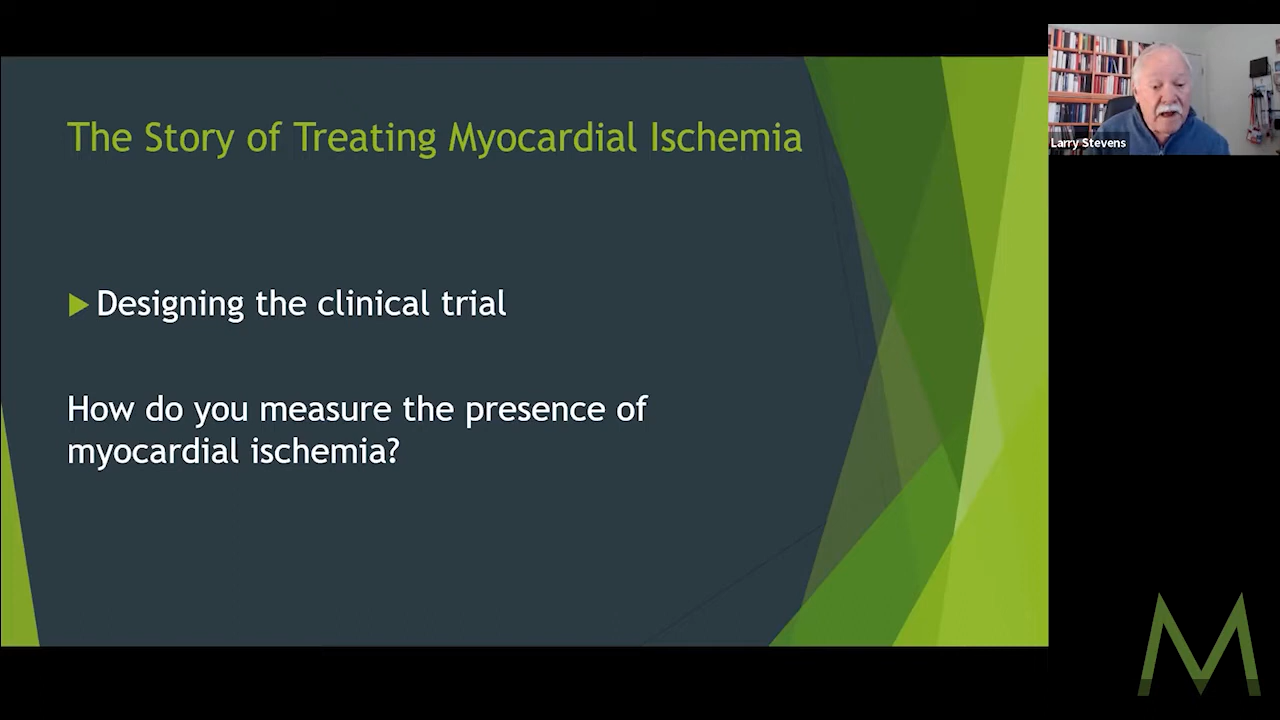 The Story of Treating Myocardial Ischemia
Designing the clinical trial
How do you measure the presence of
myocardial ischemia?
Larry Stevens
M